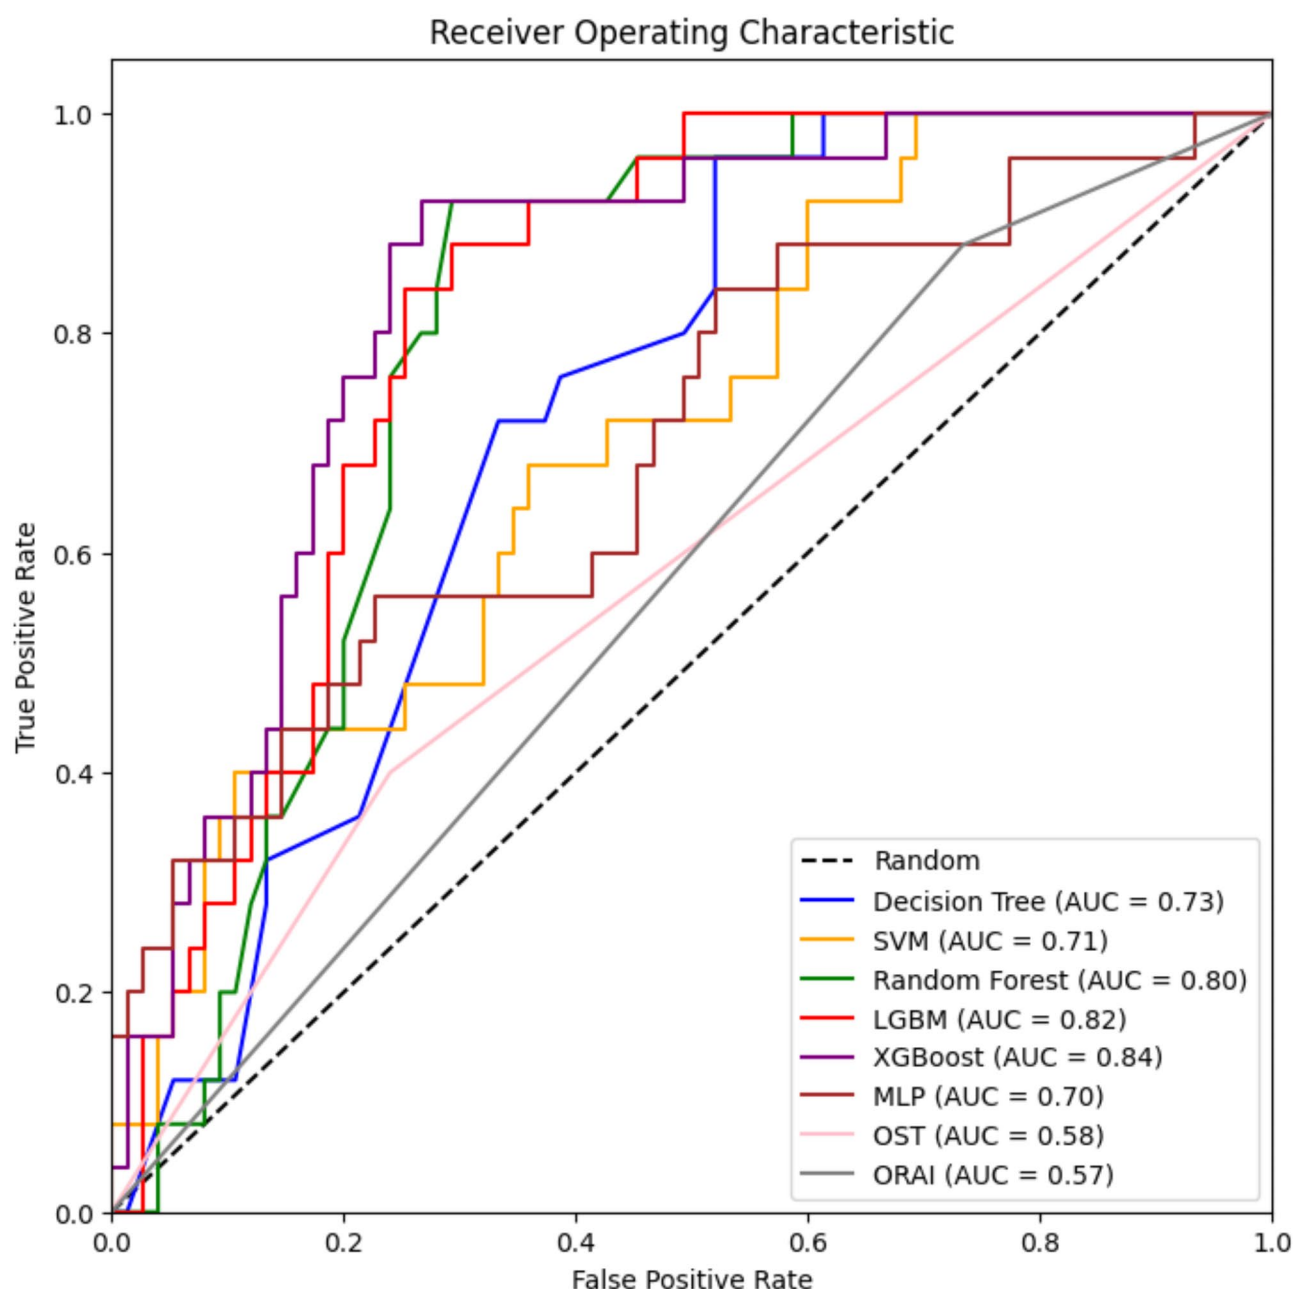 Receiver Operating Characteristic
1.0
0.8
0.6
0.4
0.2
0.0
True Positive Rate
0.0 0.2 0.4 0.6 0.8 1.0
False Positive Rate
Random
Decision Tree (AUC = 0.73)
SVM (AUC = 0.71)
Random Forest (AUC = 0.80)
LGBM (AUC = 0.82)
XGBoost (AUC = 0.84)
MLP (AUC = 0.70)
OST (AUC = 0.58)
ORAI (AUC = 0.57)